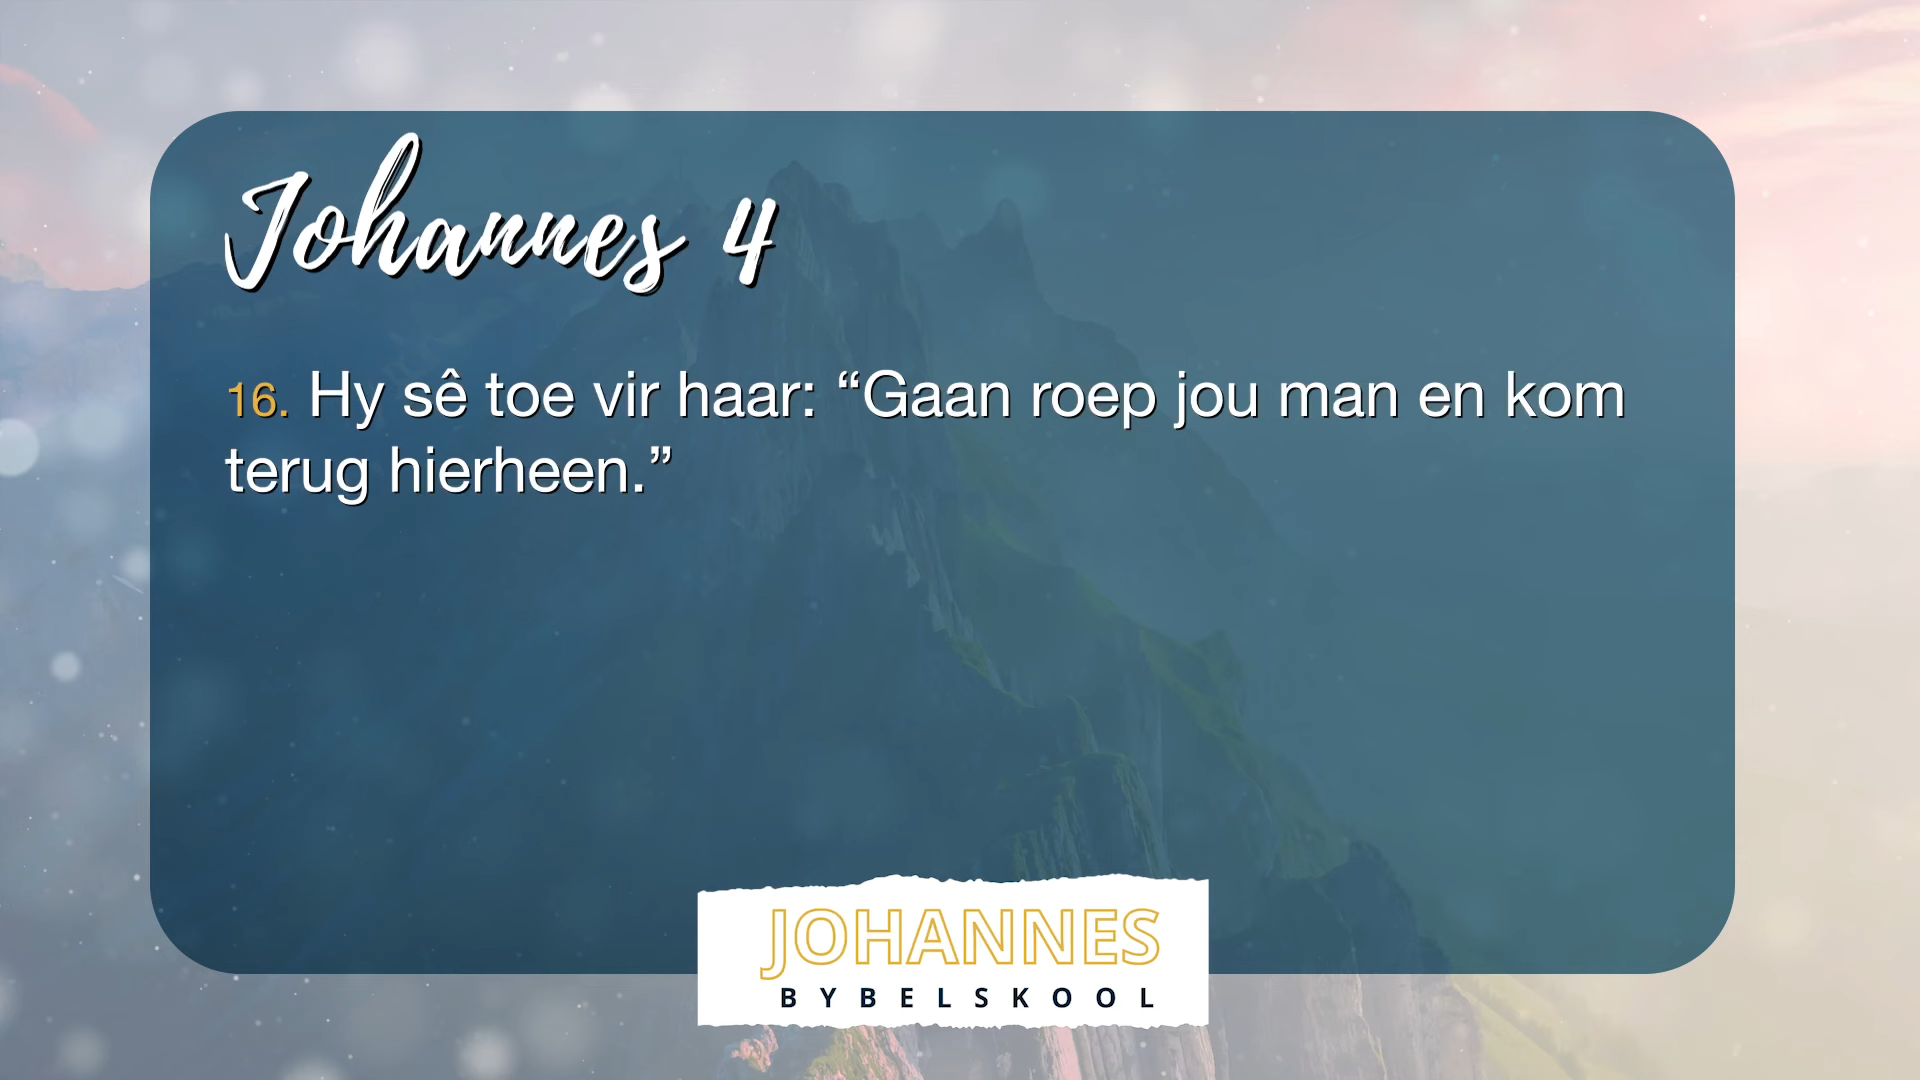 Johannes 4
16. Hy sê toe vir haar: “Gaan roep jou man en kom
terug hierheen.”
JOHANNES
BYBELSKOOL